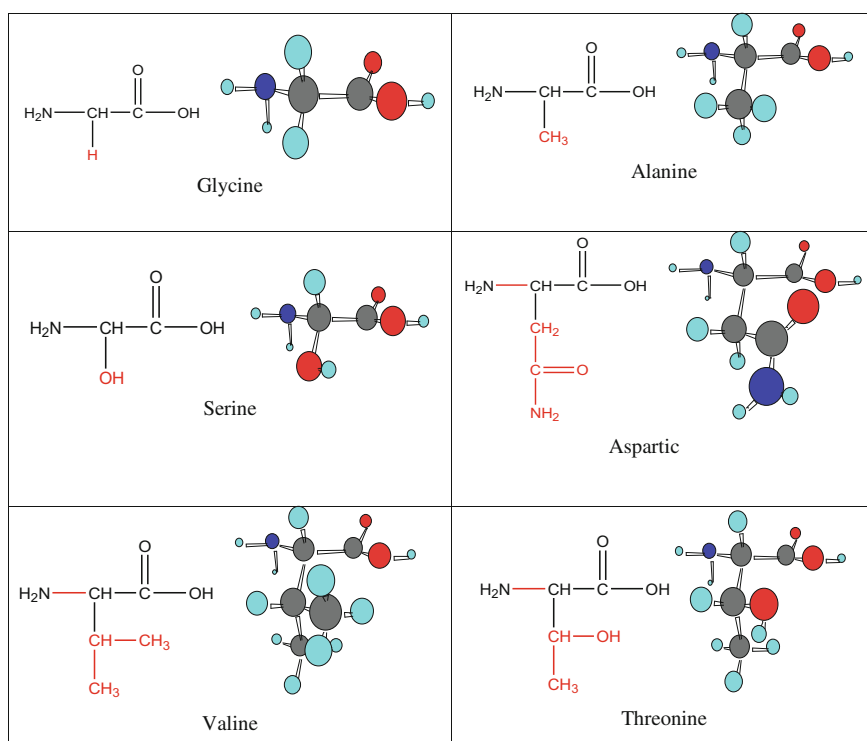 O
H₂N—CH—C—OH
H
Glycine
O
H₂N—CH—C—OH
CH₃
Alanine
O
H₂N—CH—C—OH
OH
Serine
O
H₂N—CH—C—OH
CH₂
C=O
NH₂
Aspartic
O
H₂N—CH—C—OH
CH—CH₃
CH₃
Valine
O
H₂N—CH—C—OH
CH—OH
CH₃
Threonine